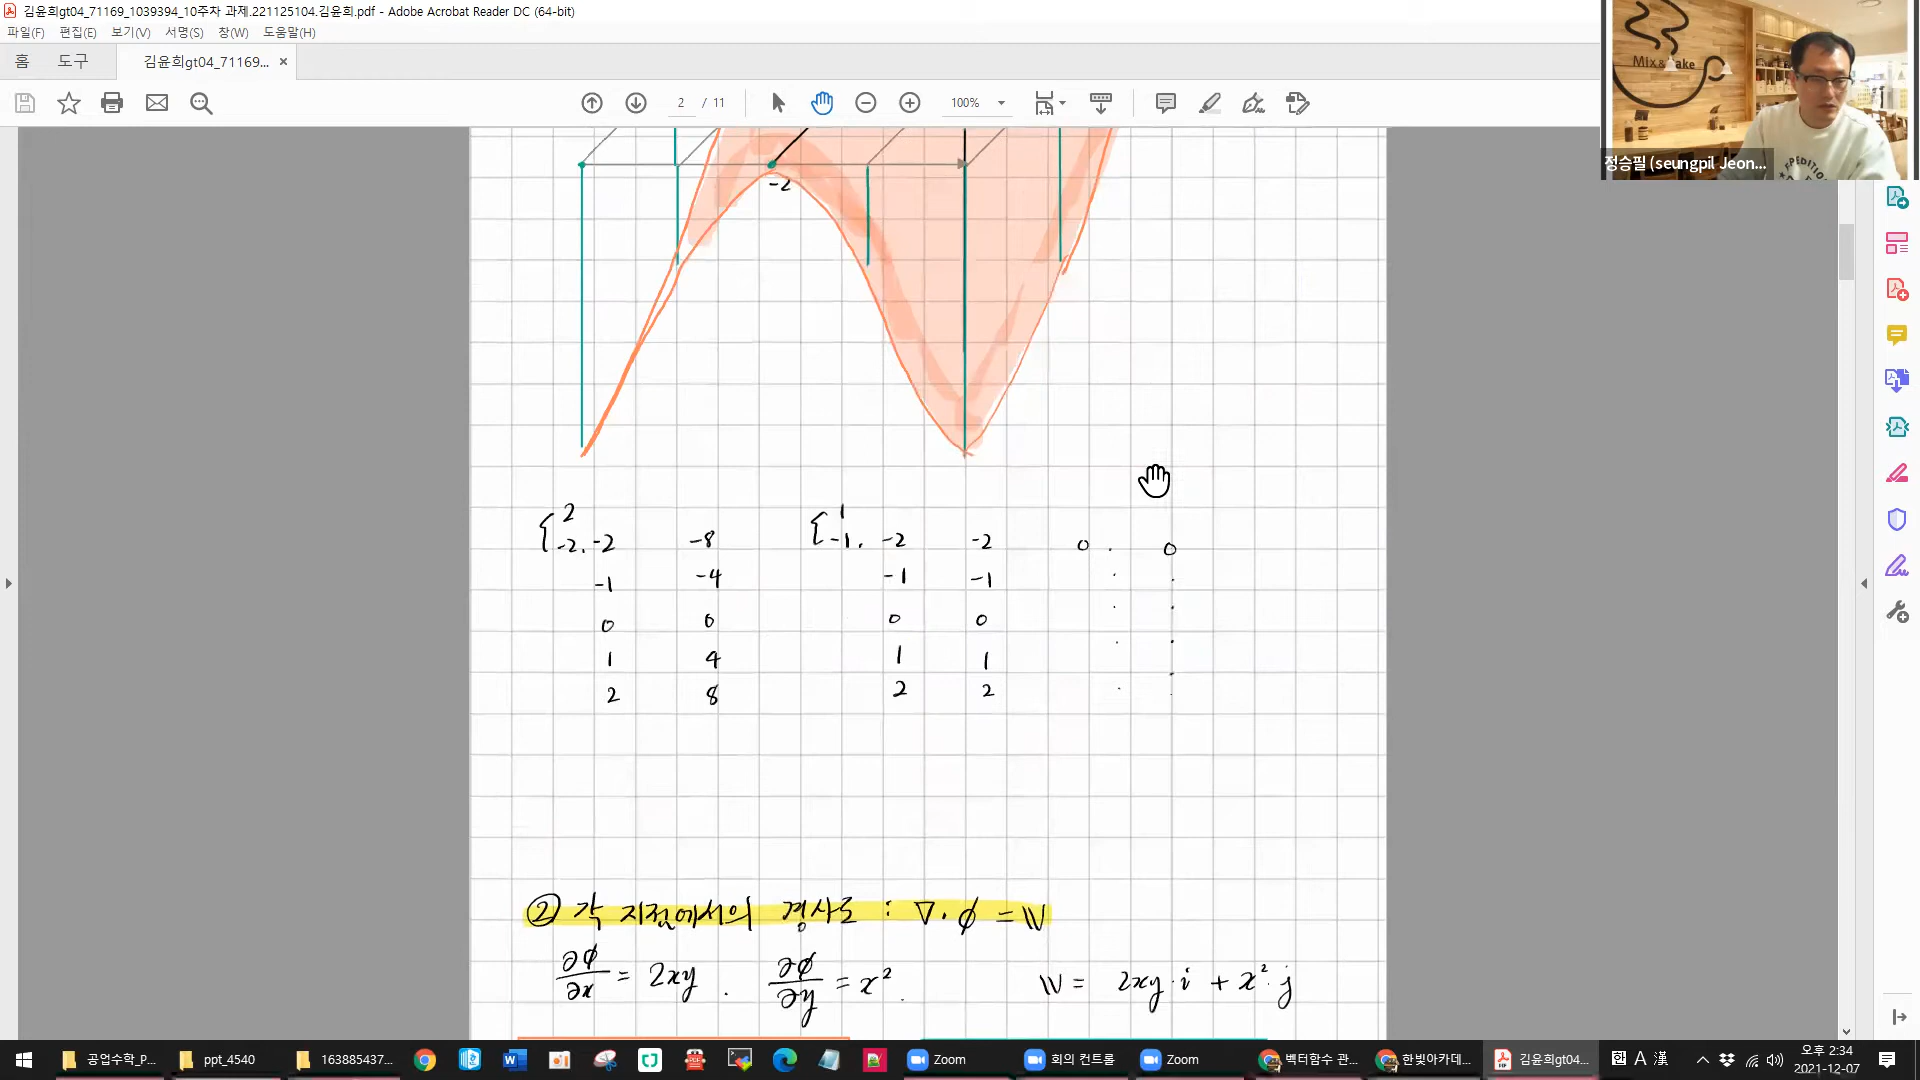 김윤희gt04_71169_1039394_10주차 과제.221125104.김윤희.pdf - Adobe Acrobat Reader DC (64-bit)
파일(F) 편집(E) 보기(V) 서명(S) 창(W) 도움말(H)
홈 도구 김윤희gt04_71169... ×
2 / 11 100%
Mix & Bake
정승필 (seungpil Jeon...
-2
{2 -2, -2 -8 {1 -1, -2 -2 0 . 0
-1 -4 -1 -1 . .
0 0 0 0 . .
1 4 1 1 . .
2 8 2 2 . .
② 각 지점에서의 경사도 : ∇·φ = V
∂φ/∂x = 2xy . ∂φ/∂y = x² . V = 2xy·i + x²·j
공업수학_P... ppt_4540 163885437... Zoom 회의 컨트롤 Zoom 벡터함수 관... 한빛아카데... 김윤희gt04... 한 A 漢 오후 2:34
2021-12-07